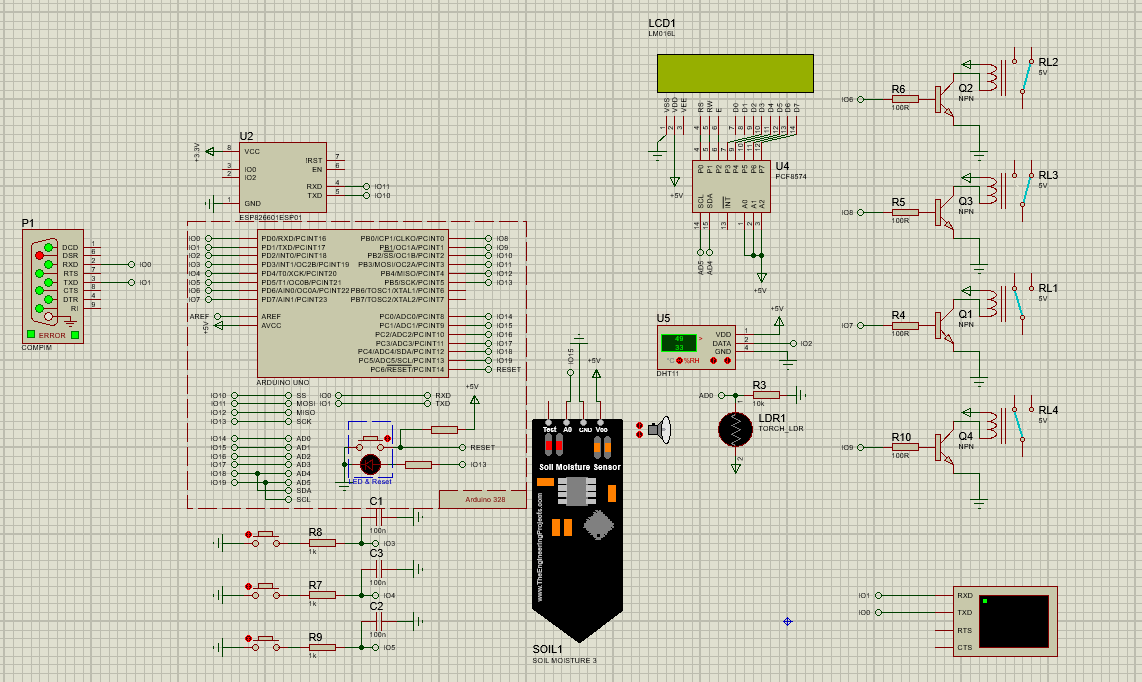 LCD1
LM016L
VSS
VDD
VEE
RS
RW
E
D0
D1
D2
D3
D4
D5
D6
D7
1
2
3
4
5
6
7
8
9
10
11
12
13
14
4
5
6
7
9
10
11
12
P0
P1
P2
P3
P4
P5
P6
P7
U4
PCF8574
SCL
SDA
INT
A0
A1
A2
14
15
13
1
2
3
AD5
AD4
+5V
+5V
RL2
5V
R6
IO6
100R
Q2
NPN
RL3
5V
R5
IO8
100R
Q3
NPN
RL1
5V
R4
IO7
100R
Q1
NPN
RL4
5V
R10
IO9
100R
Q4
NPN
U2
+3.3V
8
VCC
!RST
7
EN
6
3
IO0
2
IO2
RXD
4
IO11
TXD
5
IO10
1
GND
ESP826601ESP01
P1
DCD
1
DSR
6
RXD
2
IO0
RTS
7
TXD
3
IO1
CTS
8
DTR
4
RI
9
ERROR
COMPIM
IO0
PD0/RXD/PCINT16
PB0/ICP1/CLKO/PCINT0
IO8
IO1
PD1/TXD/PCINT17
PB1/OC1A/PCINT1
IO9
IO2
PD2/INT0/PCINT18
PB2/SS/OC1B/PCINT2
IO10
IO3
PD3/INT1/OC2B/PCINT19
PB3/MOSI/OC2A/PCINT3
IO11
IO4
PD4/T0/XCK/PCINT20
PB4/MISO/PCINT4
IO12
IO5
PD5/T1/OC0B/PCINT21
PB5/SCK/PCINT5
IO13
IO6
PD6/AIN0/OC0A/PCINT22
PB6/TOSC1/XTAL1/PCINT6
IO7
PD7/AIN1/PCINT23
PB7/TOSC2/XTAL2/PCINT7
AREF
AREF
PC0/ADC0/PCINT8
IO14
+5V
AVCC
PC1/ADC1/PCINT9
IO15
PC2/ADC2/PCINT10
IO16
PC3/ADC3/PCINT11
IO17
PC4/ADC4/SDA/PCINT12
IO18
PC5/ADC5/SCL/PCINT13
IO19
PC6/RESET/PCINT14
RESET
ARDUINO UNO
IO10
SS
IO0
RXD
IO11
MOSI
IO1
TXD
IO12
MISO
IO13
SCK
+5V
IO14
AD0
IO15
AD1
IO16
AD2
IO17
AD3
IO18
AD4
IO19
AD5
SDA
SCL
RESET
IO13
LED & Reset
Arduino 328
C1
100n
R8
1k
IO3
C3
100n
R7
1k
IO4
C2
100n
R9
1k
IO5
IO15
+5V
Test
A0
GND
Vcc
Soil Moisture Sensor
www.TheEngineeringProjects.com
SOIL1
SOIL MOISTURE 3
U5
VDD
1
+5V
DATA
2
IO2
GND
4
°C
%RH
DHT11
AD0
R3
10k
1
LDR1
TORCH_LDR
2
IO1
RXD
IO0
TXD
RTS
CTS